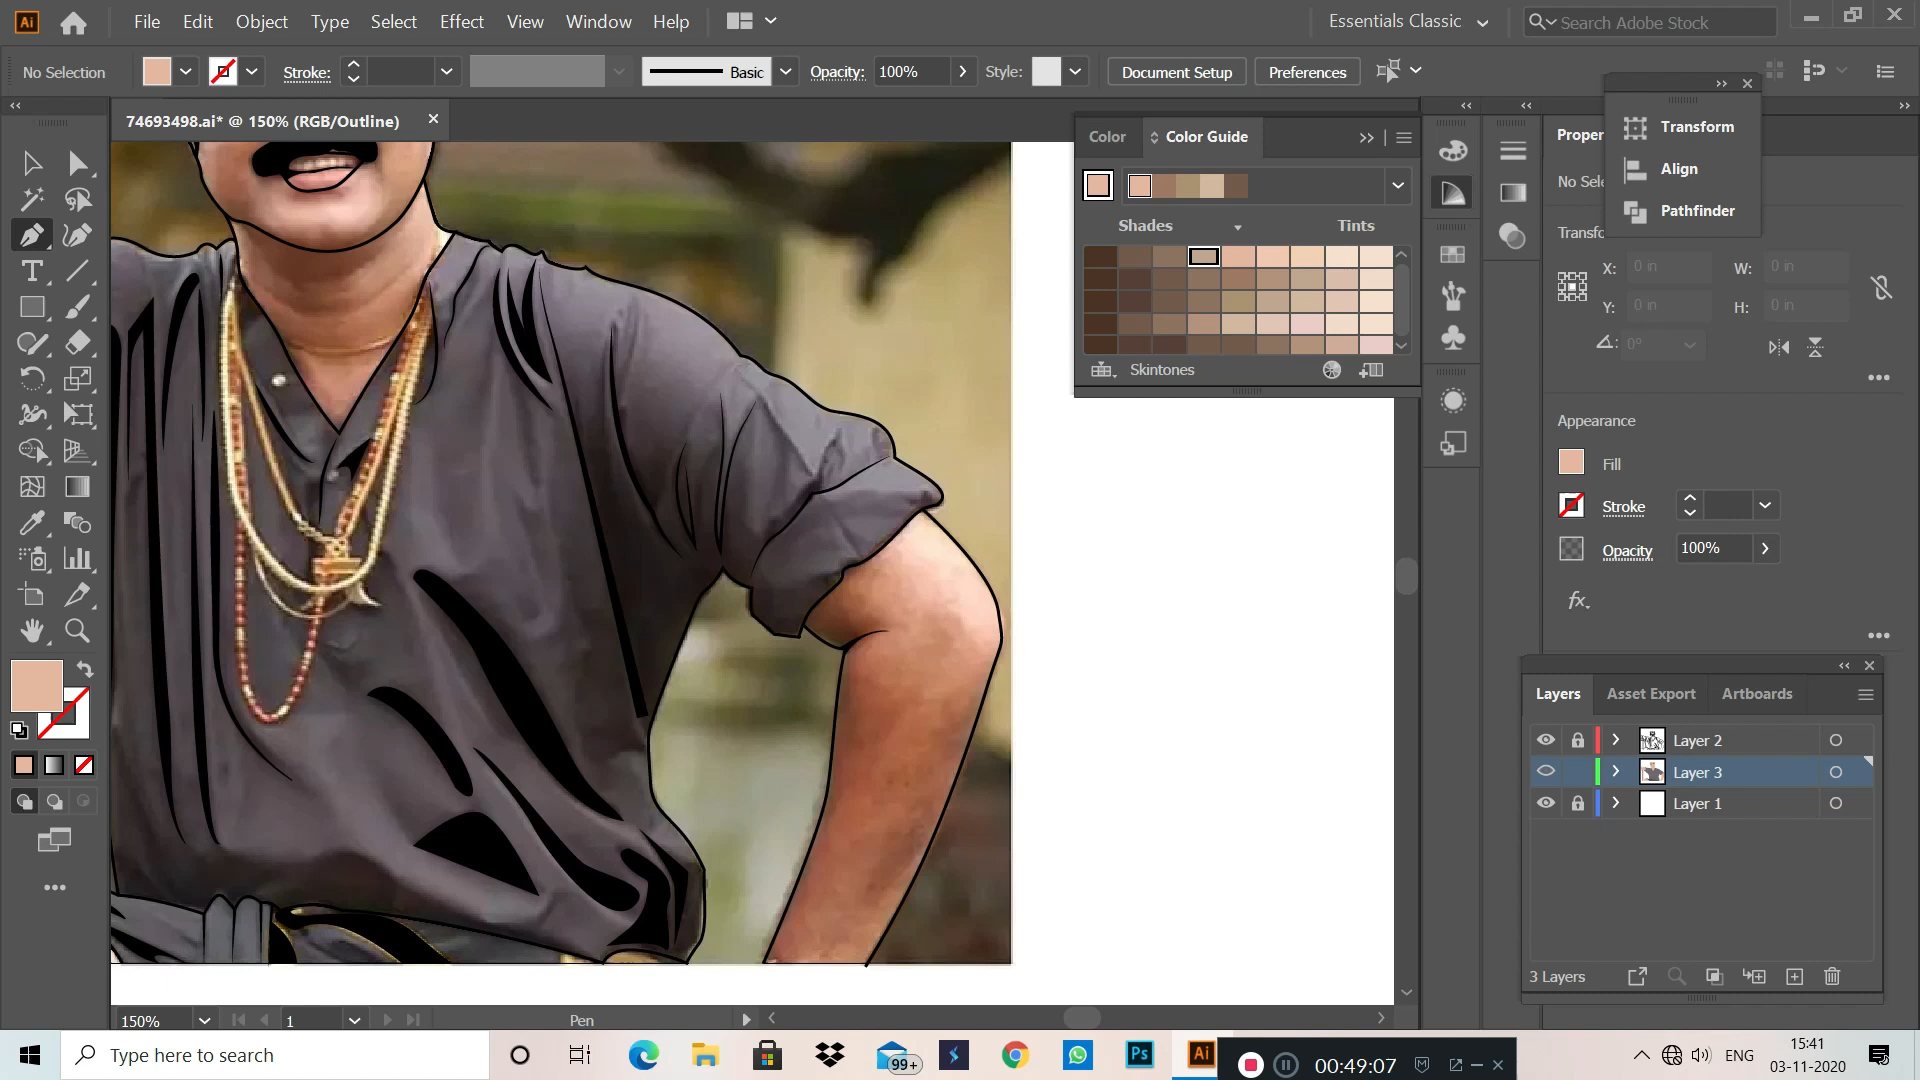 Ai File Edit Object Type Select Effect View Window Help Essentials Classic Search Adobe Stock
No Selection Stroke: Basic Opacity: 100% Style: Document Setup Preferences
74693498.ai* @ 150% (RGB/Outline)
Color Color Guide
Shades Tints
Skintones
Transform
Align
Pathfinder
Proper
No Sele
Transfo
X: 0 in W: 0 in
Y: 0 in H: 0 in
0°
Appearance
Fill
Stroke
Opacity 100%
fx.
Layers Asset Export Artboards
Layer 2
Layer 3
Layer 1
3 Layers
150% 1 Pen
Type here to search
99+
Ps
Ai
00:49:07
ENG
15:41
03-11-2020